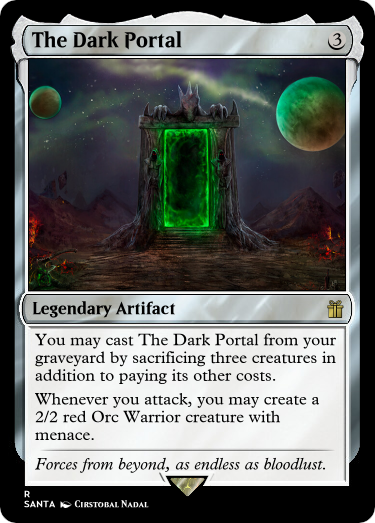 The Dark Portal 3
Legendary Artifact
You may cast The Dark Portal from your
graveyard by sacrificing three creatures in
addition to paying its other costs.
Whenever you attack, you may create a
2/2 red Orc Warrior creature with
menace.
Forces from beyond, as endless as bloodlust.
R
SANTA Cirstobal Nadal